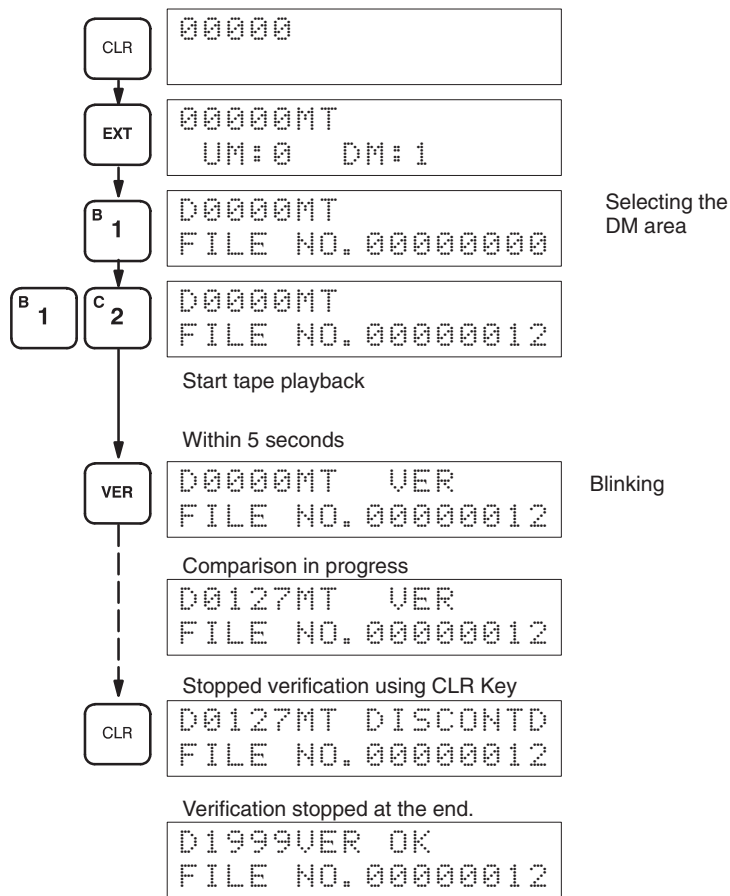 CLR
00000
EXT
00000MT
UM:0 DM:1
B 1
D0000MT
FILE NO.00000000
Selecting the
DM area
B 1
C 2
D0000MT
FILE NO.00000012
Start tape playback
Within 5 seconds
VER
D0000MT VER
FILE NO.00000012
Blinking
Comparison in progress
D0127MT VER
FILE NO.00000012
Stopped verification using CLR Key
CLR
D0127MT DISCONTD
FILE NO.00000012
Verification stopped at the end.
D1999VER OK
FILE NO.00000012